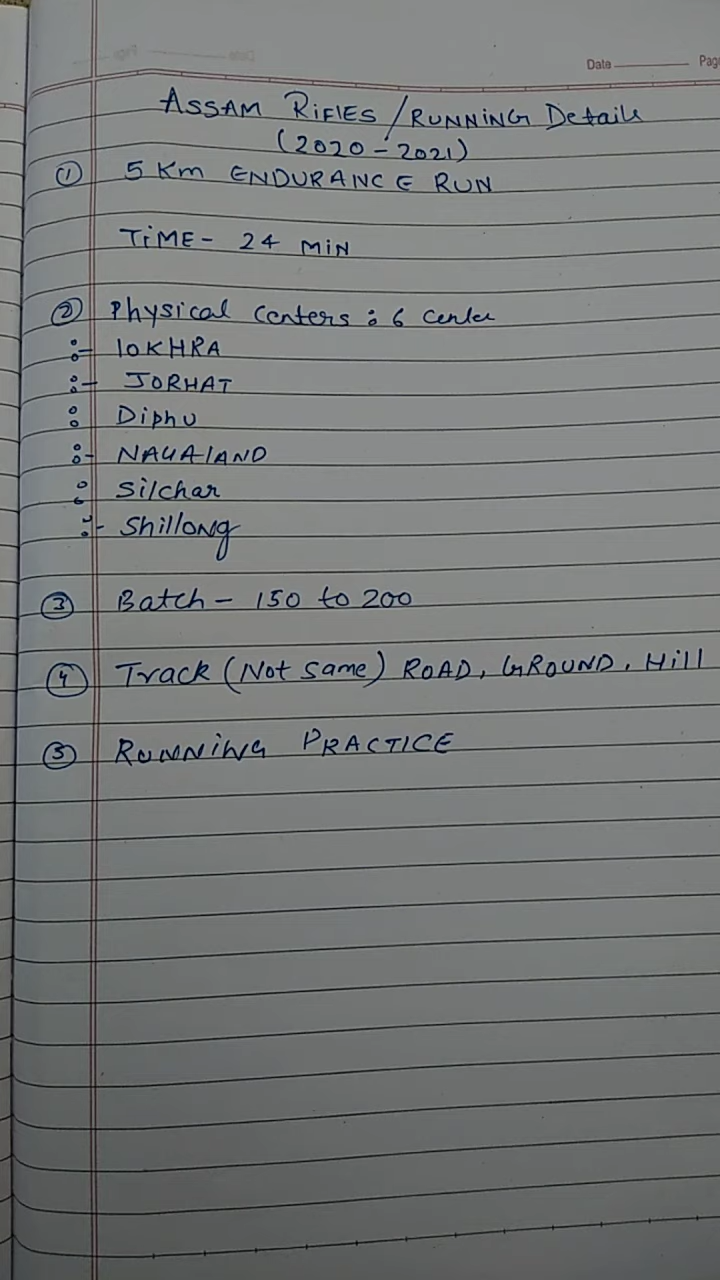 Date Page
ASSAM RIFLES / RUNNING Details
(2020-2021)
① 5 Km ENDURANCE RUN
TiME - 24 MiN
② Physical Centers : 6 Center
:- lOKHRA
:- JORHAT
: Diphu
:- NAGAlAND
: Silchar
:- Shillong
③ Batch - 150 to 200
④ Track (Not Same) ROAD, GROUND, Hill
⑤ RUNNiNG PRACTICE